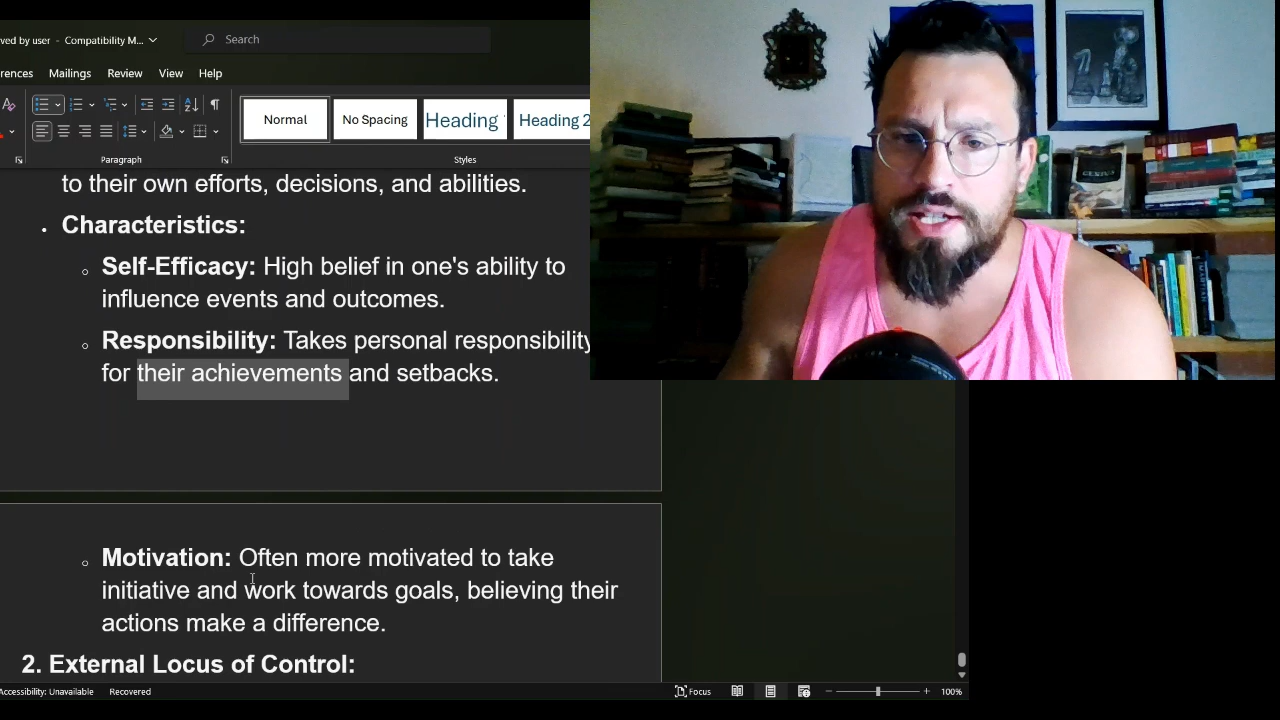 ved by user - Compatibility M...
Search
rences Mailings Review View Help
Normal
No Spacing
Heading
Heading 2
Paragraph
Styles
to their own efforts, decisions, and abilities.
Characteristics:
Self-Efficacy: High belief in one's ability to
influence events and outcomes.
Responsibility: Takes personal responsibility
for their achievements and setbacks.
Motivation: Often more motivated to take
initiative and work towards goals, believing their
actions make a difference.
2. External Locus of Control:
Accessibility: Unavailable Recovered
Focus
100%
GENIUS